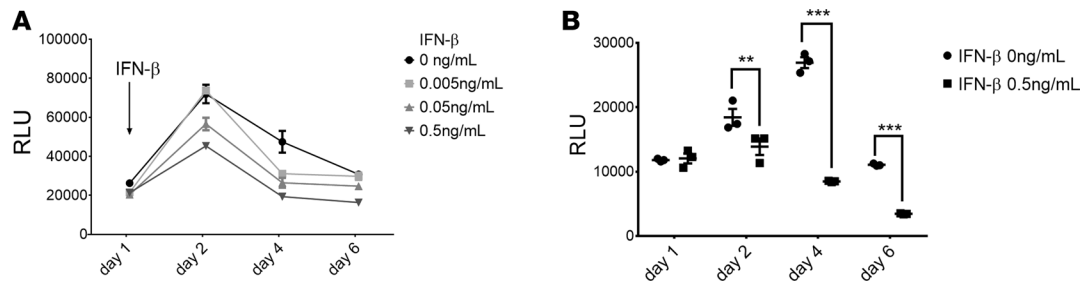 A
RLU
100000
80000
60000
40000
20000
0
IFN-β
day 1
day 2
day 4
day 6
IFN-β
0 ng/mL
0.005ng/mL
0.05ng/mL
0.5ng/mL
B
RLU
30000
20000
10000
0
**
***
***
day 1
day 2
day 4
day 6
IFN-β 0ng/mL
IFN-β 0.5ng/mL